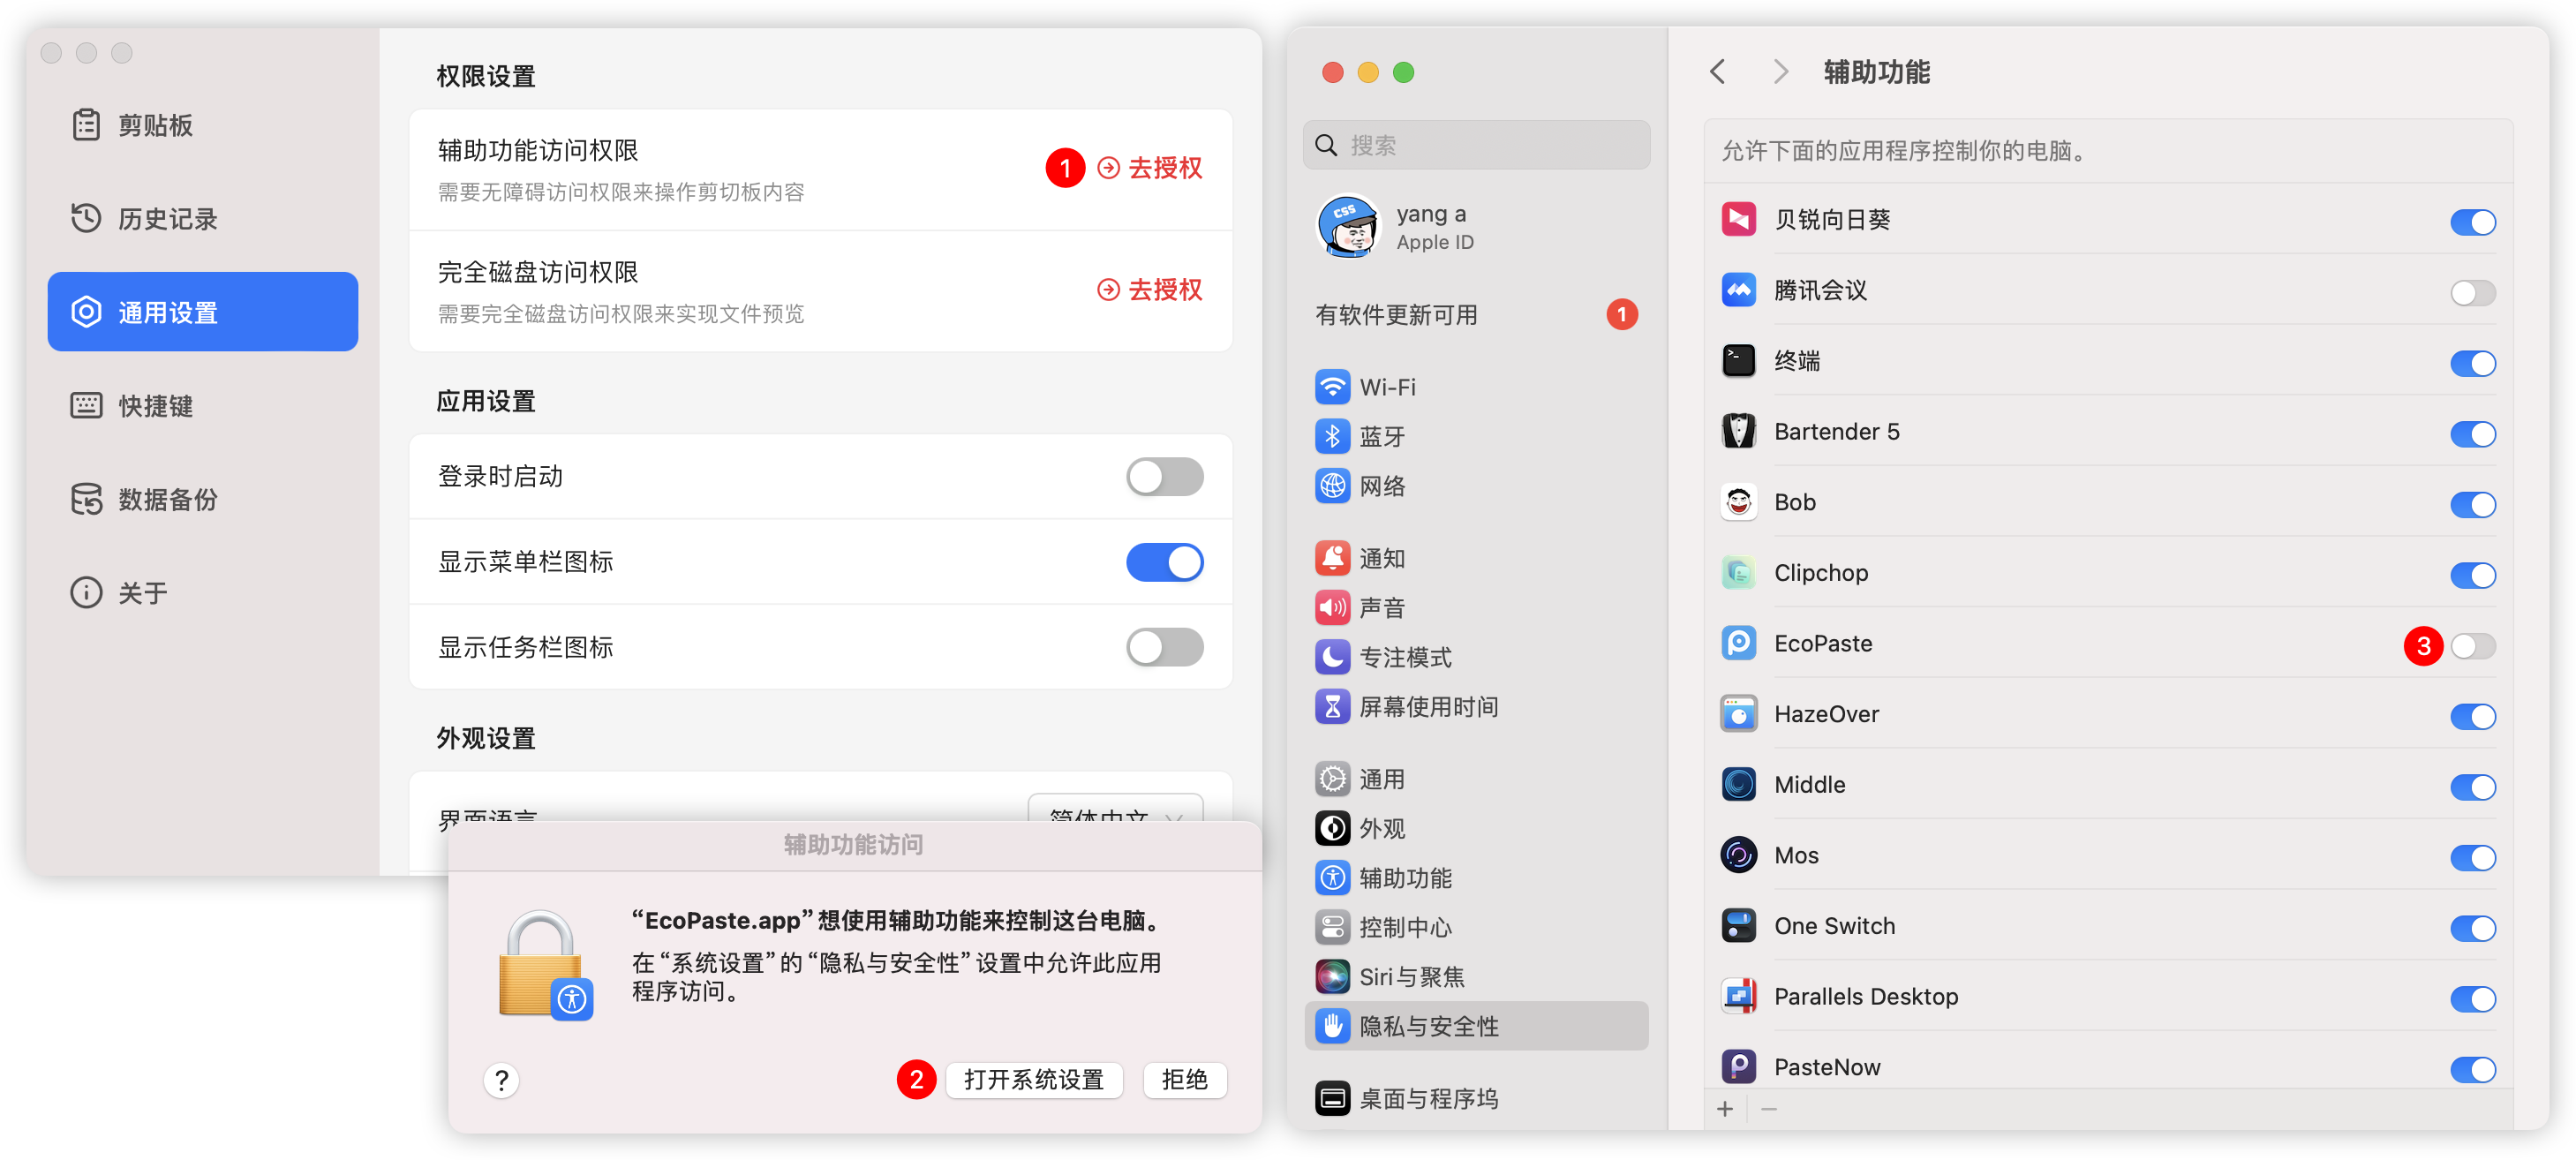 剪贴板
历史记录
通用设置
快捷键
数据备份
关于
权限设置
辅助功能访问权限
需要无障碍访问权限来操作剪切板内容
1 去授权
完全磁盘访问权限
需要完全磁盘访问权限来实现文件预览
去授权
应用设置
登录时启动
显示菜单栏图标
显示任务栏图标
外观设置
界面语言
简体中文
辅助功能访问
“EcoPaste.app”想使用辅助功能来控制这台电脑。
在“系统设置”的“隐私与安全性”设置中允许此应用
程序访问。
?
2 打开系统设置
拒绝
搜索
CSS
yang a
Apple ID
有软件更新可用 1
Wi-Fi
蓝牙
网络
通知
声音
专注模式
屏幕使用时间
通用
外观
辅助功能
控制中心
Siri与聚焦
隐私与安全性
桌面与程序坞
辅助功能
允许下面的应用程序控制你的电脑。
贝锐向日葵
腾讯会议
终端
Bartender 5
Bob
Clipchop
EcoPaste
3
HazeOver
Middle
Mos
One Switch
Parallels Desktop
PasteNow